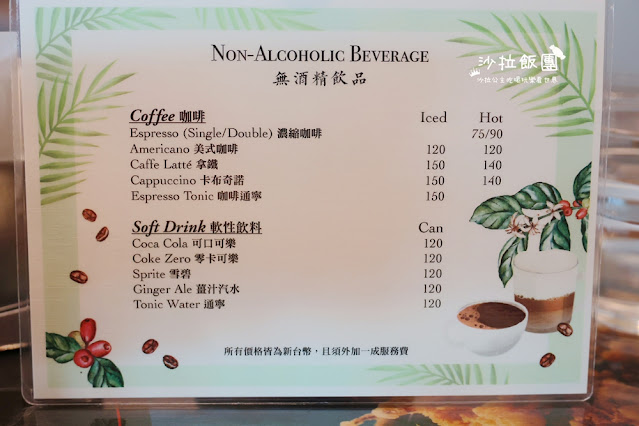 NON-ALCOHOLIC BEVERAGE
無酒精飲品
沙拉飯團
Coffee 咖啡 Iced Hot
Espresso (Single/Double) 濃縮咖啡 75/90
Americano 美式咖啡 120 120
Caffe Latté 拿鐵 150 140
Cappuccino 卡布奇諾 150 140
Espresso Tonic 咖啡通寧 150
Soft Drink 軟性飲料 Can
Coca Cola 可口可樂 120
Coke Zero 零卡可樂 120
Sprite 雪碧 120
Ginger Ale 薑汁汽水 120
Tonic Water 通寧 120
所有價格皆為新台幣，且須外加一成服務費